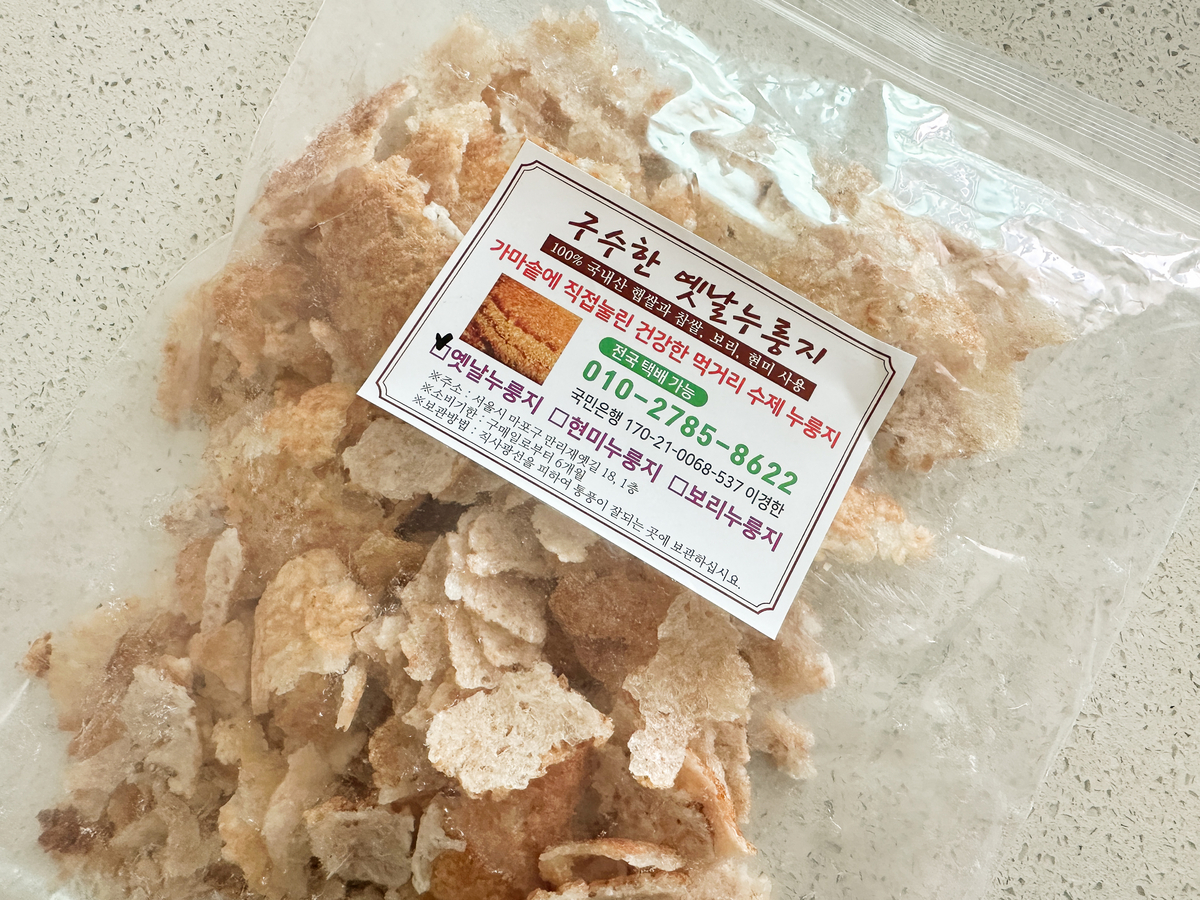 구수한 옛날누룽지
100% 국내산 햅쌀과 찹쌀, 보리, 현미 사용
가마솥에 직접눌린 건강한 먹거리 수제 누룽지
전국 택배 가능
010-2785-8622
국민은행 170-21-0068-537 이경한
□옛날누룽지 □현미누룽지 □보리누룽지
※주소 : 서울시 마포구 만리재옛길 18, 1층
※소비기한 : 구매일로부터 6개월
※보관방법 : 직사광선을 피하여 통풍이 잘되는 곳에 보관하십시요.